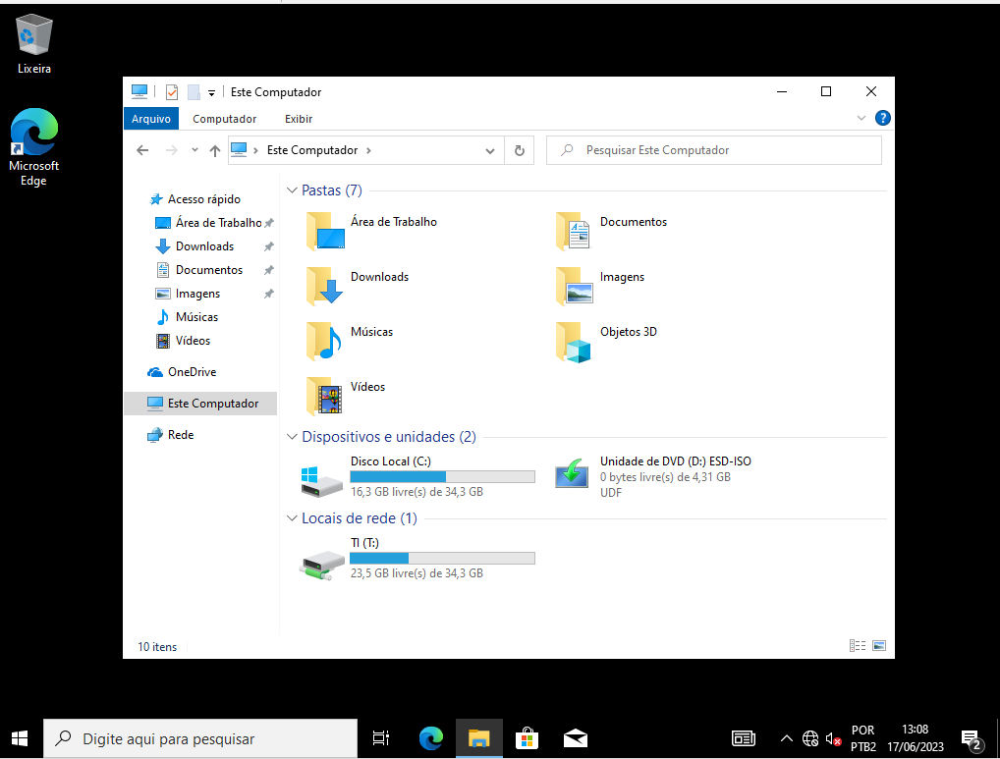 Lixeira
Microsoft
Edge
Este Computador
Arquivo
Computador
Exibir
Este Computador
Pesquisar Este Computador
Acesso rápido
Área de Trabalho
Downloads
Documentos
Imagens
Músicas
Vídeos
OneDrive
Este Computador
Rede
Pastas (7)
Área de Trabalho
Documentos
Downloads
Imagens
Músicas
Objetos 3D
Vídeos
Dispositivos e unidades (2)
Disco Local (C:)
16,3 GB livre(s) de 34,3 GB
Unidade de DVD (D:) ESD-ISO
0 bytes livre(s) de 4,31 GB
UDF
Locais de rede (1)
TI (T:)
23,5 GB livre(s) de 34,3 GB
10 itens
Digite aqui para pesquisar
POR
PTB2
13:08
17/06/2023
2